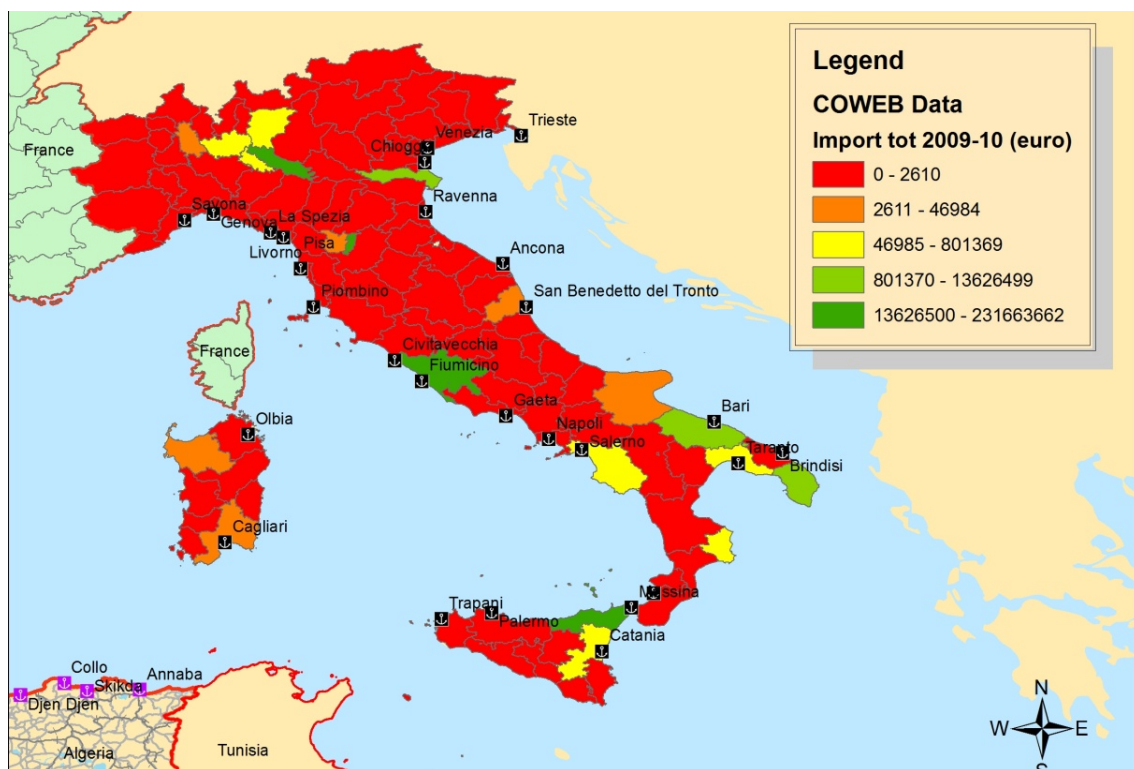 Legend
COWEB Data
Import tot 2009-10 (euro)
0 - 2610
2611 - 46984
46985 - 801369
801370 - 13626499
13626500 - 231663662
Trieste
Venezia
Chiogg
France
Ravenna
Savona
Genova
La Spezia
Pisa
Livorno
Ancona
Piombino
San Benedetto del Tronto
Civitavecchia
France
Fiumicino
Gaeta
Bari
Olbia
Napoli
Salerno
Taranto
Brindisi
Cagliari
Messina
Trapani
Palermo
Catania
Collo
Skikda
Annaba
Djen Djen
Algeria
Tunisia
N
W
E
S